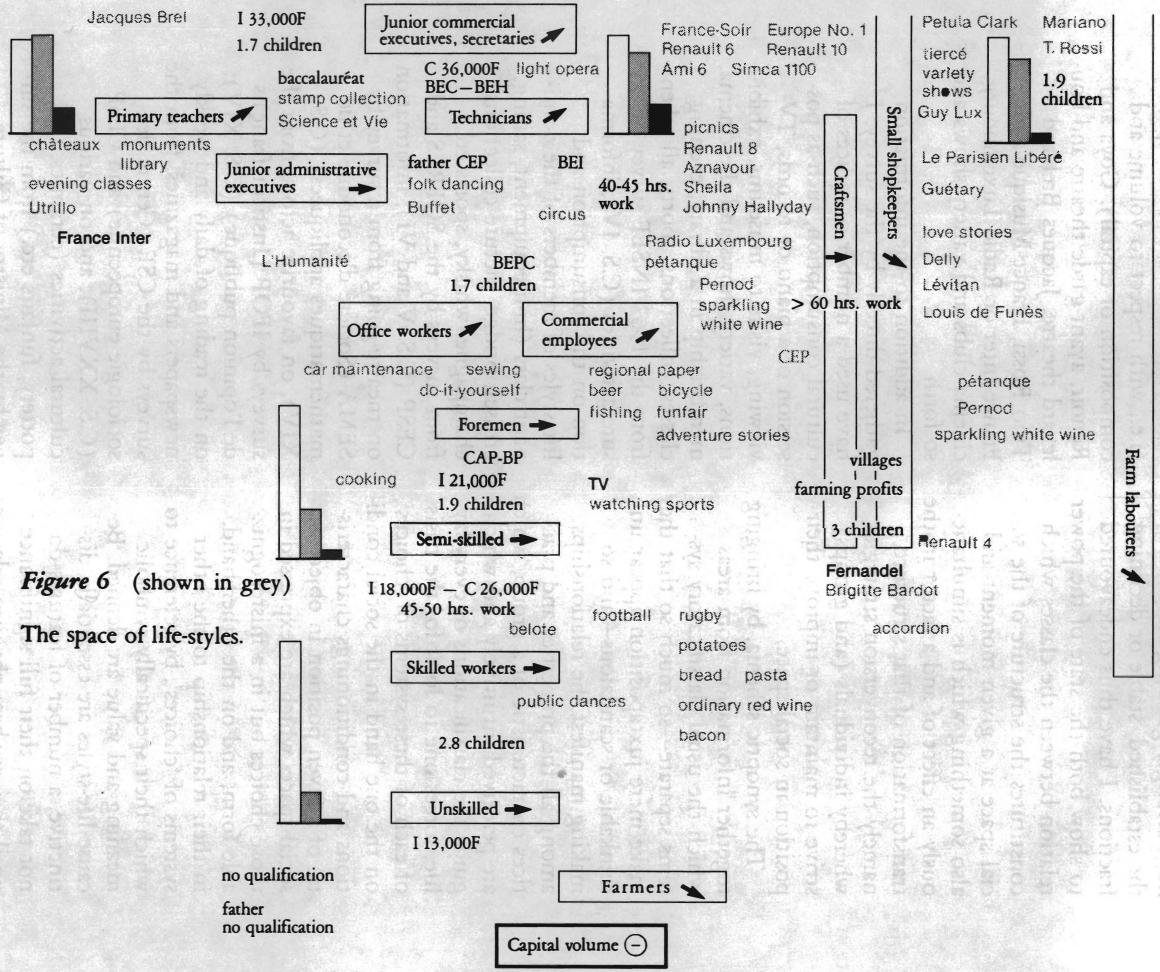 Jacques Brel
I 33,000F
1.7 children
Junior commercial
executives, secretaries
C 36,000F
light opera
BEC–BEH
baccalauréat
stamp collection
Science et Vie
Primary teachers
Technicians
châteaux
monuments
library
evening classes
Utrillo
France Inter
Junior administrative
executives
father CEP
folk dancing
Buffet
BEI
circus
40-45 hrs.
work
France-Soir
Europe No. 1
Renault 6
Renault 10
Ami 6
Simca 1100
picnics
Renault 8
Aznavour
Sheila
Johnny Hallyday
Radio Luxembourg
pétanque
Pernod
sparkling
white wine
Craftsmen
Small shopkeepers
> 60 hrs. work
Petula Clark
Mariano
T. Rossi
tiercé
variety
shows
Guy Lux
1.9
children
Le Parisien Libéré
Guétary
love stories
Delly
Lévitan
Louis de Funès
L'Humanité
BEPC
1.7 children
Office workers
Commercial
employees
CEP
car maintenance
sewing
do-it-yourself
regional paper
beer
bicycle
fishing
funfair
adventure stories
pétanque
Pernod
sparkling white wine
Foremen
CAP-BP
I 21,000F
1.9 children
cooking
TV
watching sports
villages
farming profits
3 children
Farm labourers
Semi-skilled
Renault 4
Fernandel
Brigitte Bardot
accordion
Figure 6 (shown in grey)
The space of life-styles.
I 18,000F – C 26,000F
45-50 hrs. work
belote
football
rugby
potatoes
bread
pasta
ordinary red wine
bacon
Skilled workers
public dances
2.8 children
Unskilled
I 13,000F
no qualification
father
no qualification
Farmers
Capital volume −